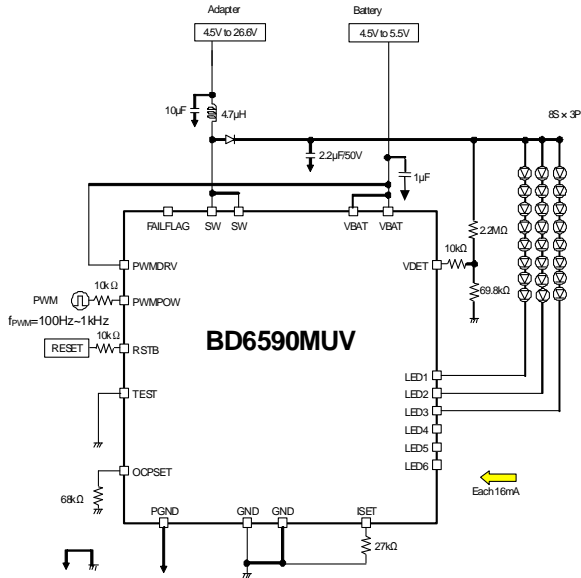 Adapter
Battery
4.5V to 26.6V
4.5V to 5.5V
10μF
4.7μH
8S × 3P
2.2μF/50V
1μF
FAILFLAG
SW
SW
VBAT
VBAT
2.2MΩ
10kΩ
PWMDRV
VDET
10kΩ
69.8kΩ
PWM
PWMPOW
fPWM=100Hz~1kHz
10kΩ
BD6590MUV
RESET
RSTB
LED1
TEST
LED2
LED3
LED4
LED5
OCPSET
LED6
Each 16mA
68kΩ
PGND
GND
GND
ISET
27kΩ